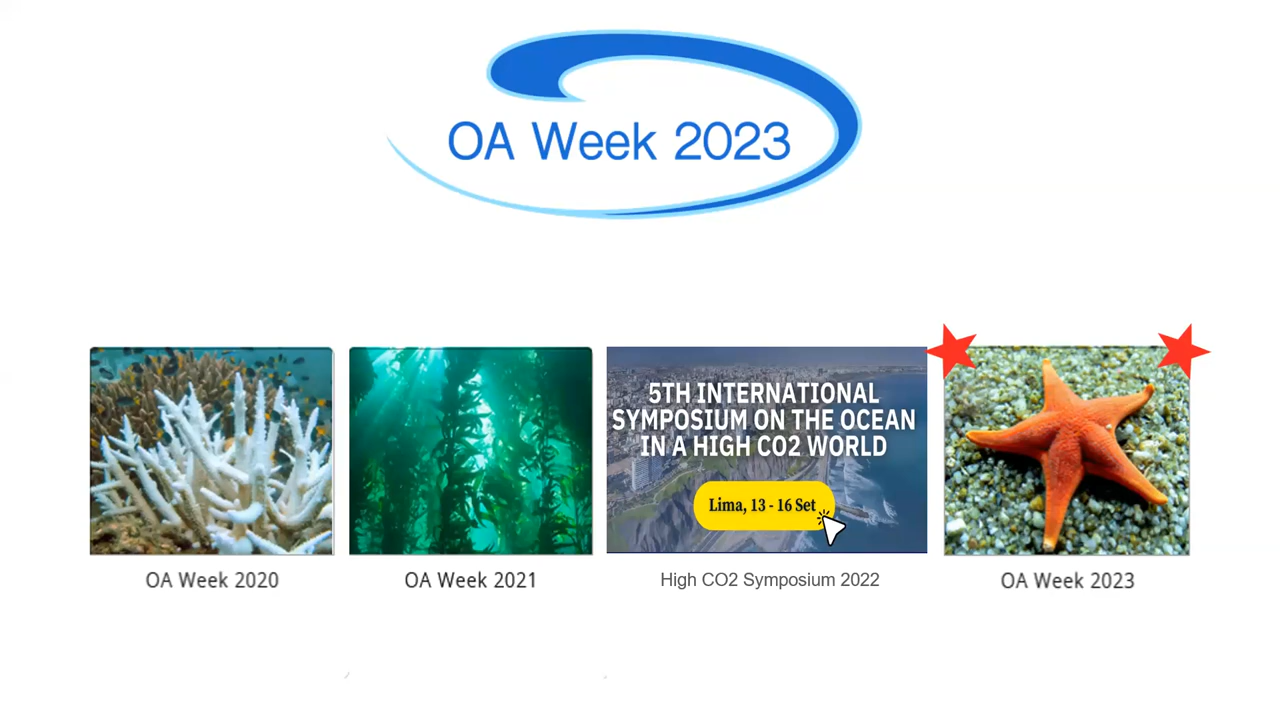 OA Week 2023
5TH INTERNATIONAL
SYMPOSIUM ON THE OCEAN
IN A HIGH CO2 WORLD
Lima, 13 - 16 Set
OA Week 2020
OA Week 2021
High CO2 Symposium 2022
OA Week 2023